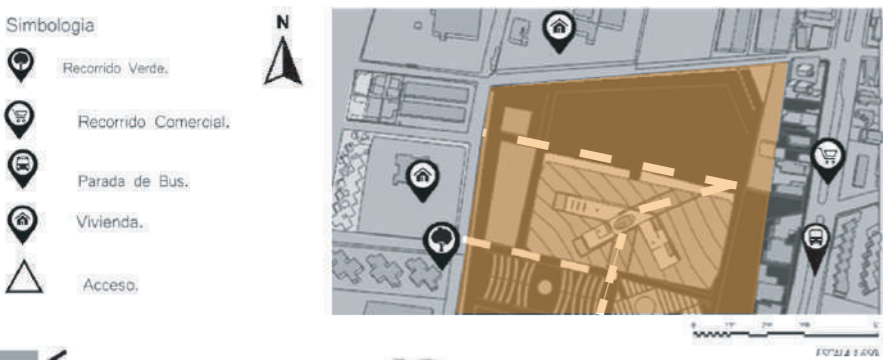 Simbologia
N
Recorrido Verde.
Recorrido Comercial.
Parada de Bus.
Vivienda.
Acceso.